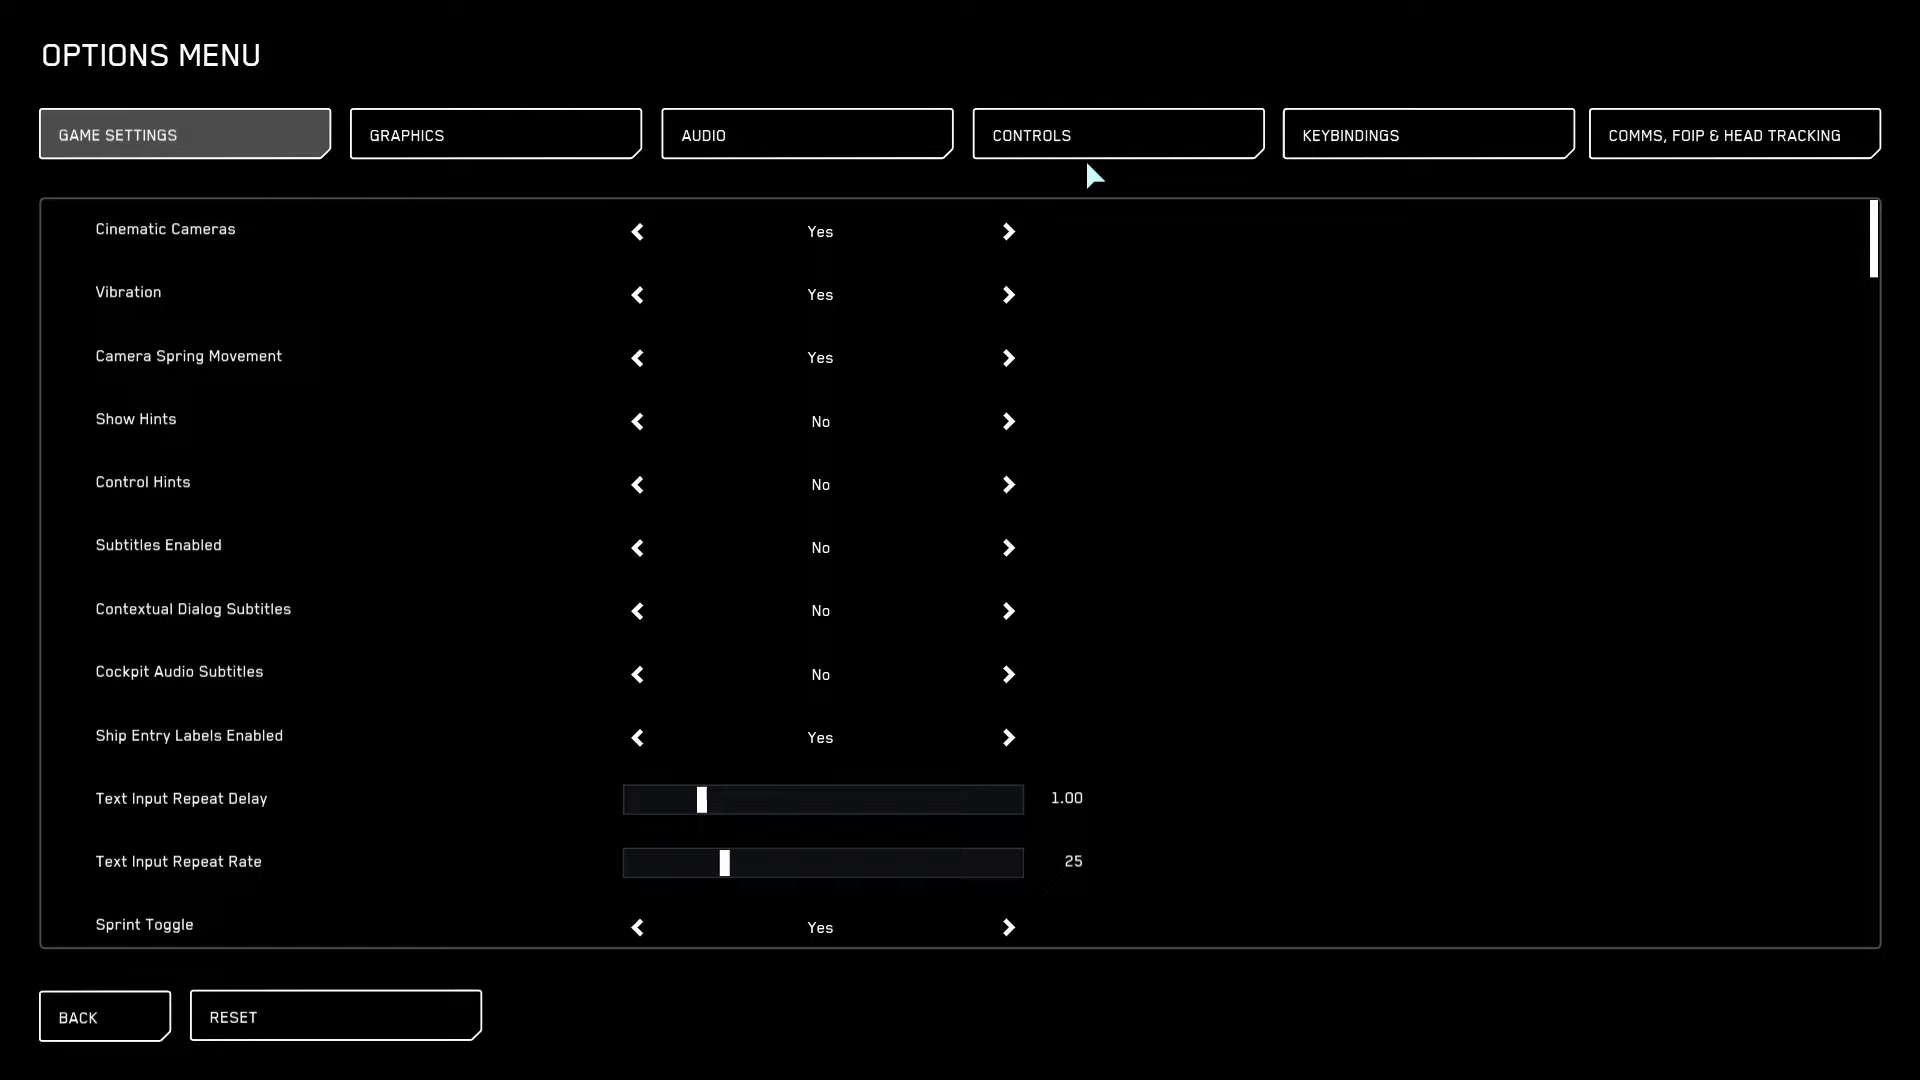 OPTIONS MENU
GAME SETTINGS
GRAPHICS
AUDIO
CONTROLS
KEYBINDINGS
COMMS, FOIP & HEAD TRACKING
Cinematic Cameras Yes
Vibration Yes
Camera Spring Movement Yes
Show Hints No
Control Hints No
Subtitles Enabled No
Contextual Dialog Subtitles No
Cockpit Audio Subtitles No
Ship Entry Labels Enabled Yes
Text Input Repeat Delay 1.00
Text Input Repeat Rate 25
Sprint Toggle Yes
BACK
RESET